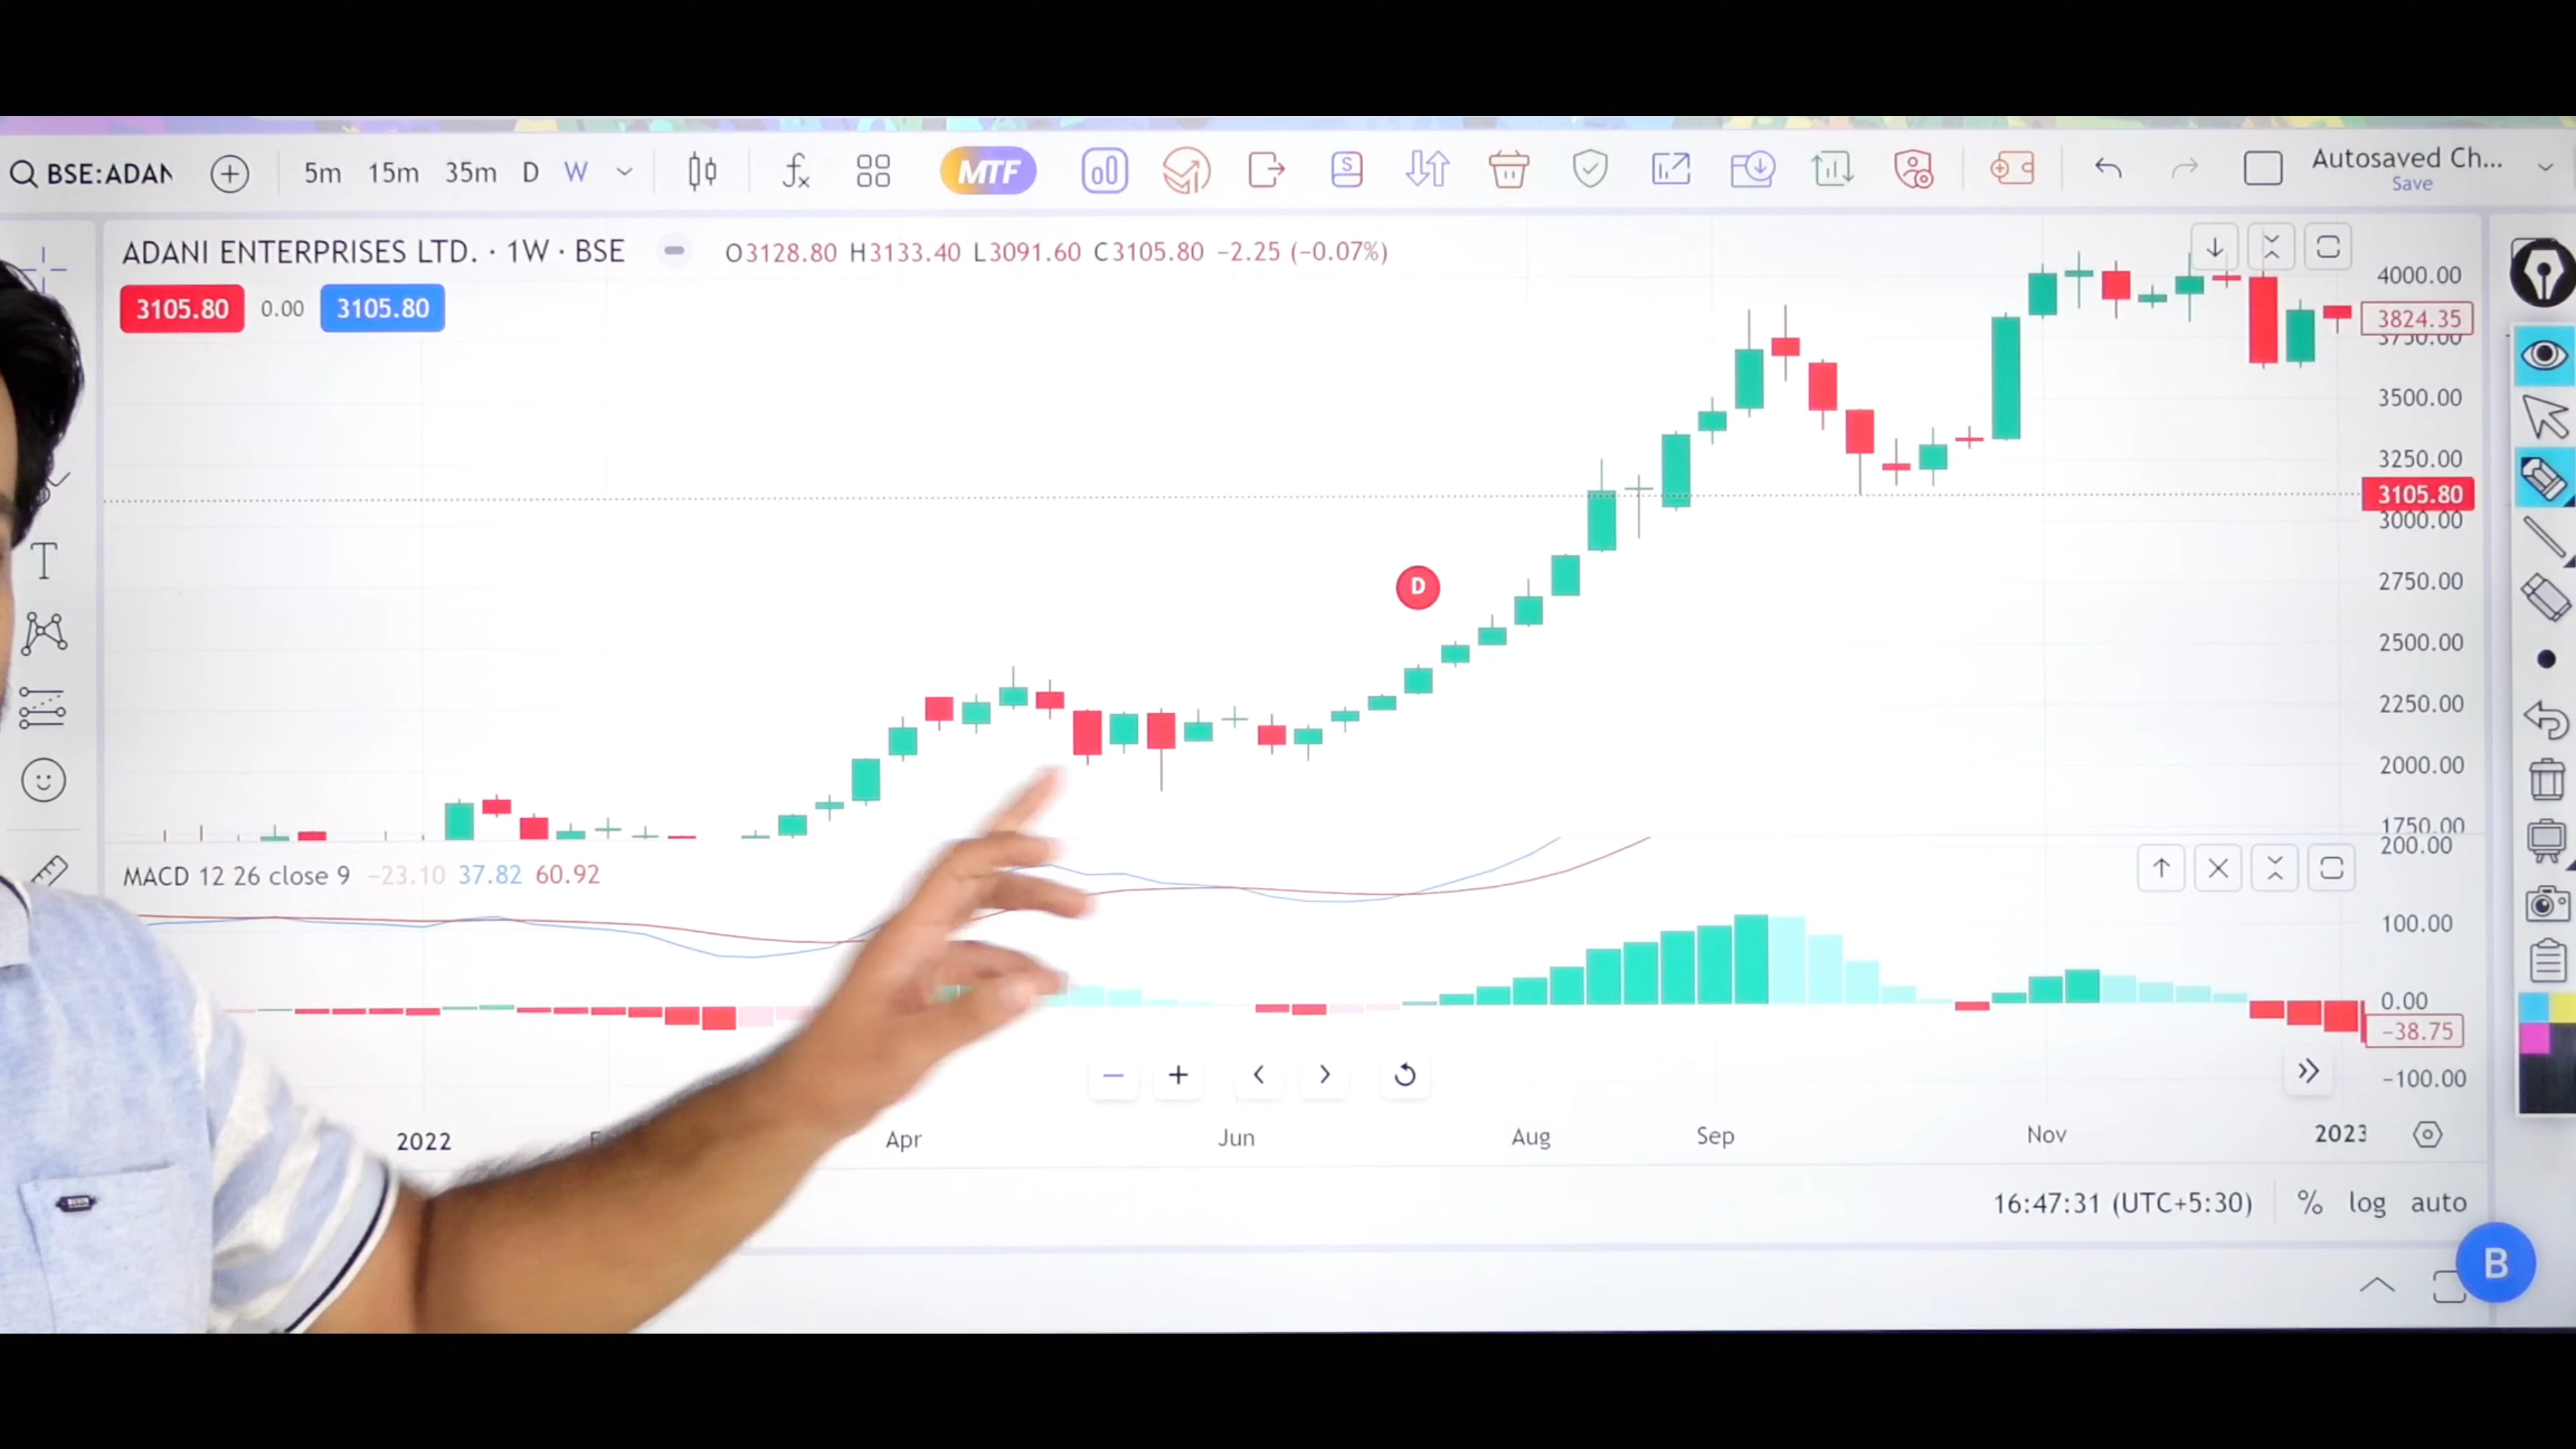 BSE:ADAN 5m 15m 35m D W MTF S Autosaved Ch...
Save
ADANI ENTERPRISES LTD. · 1W · BSE O3128.80 H3133.40 L3091.60 C3105.80 −2.25 (−0.07%)
3105.80 0.00 3105.80
4000.00
3824.35
3750.00
3500.00
3250.00
3105.80
3000.00
2750.00
D
2500.00
2250.00
2000.00
1750.00
T
MACD 12 26 close 9 −23.10 37.82 60.92
200.00
100.00
0.00
−38.75
−100.00
2022 Apr Jun Aug Sep Nov 2023
16:47:31 (UTC+5:30) % log auto
B